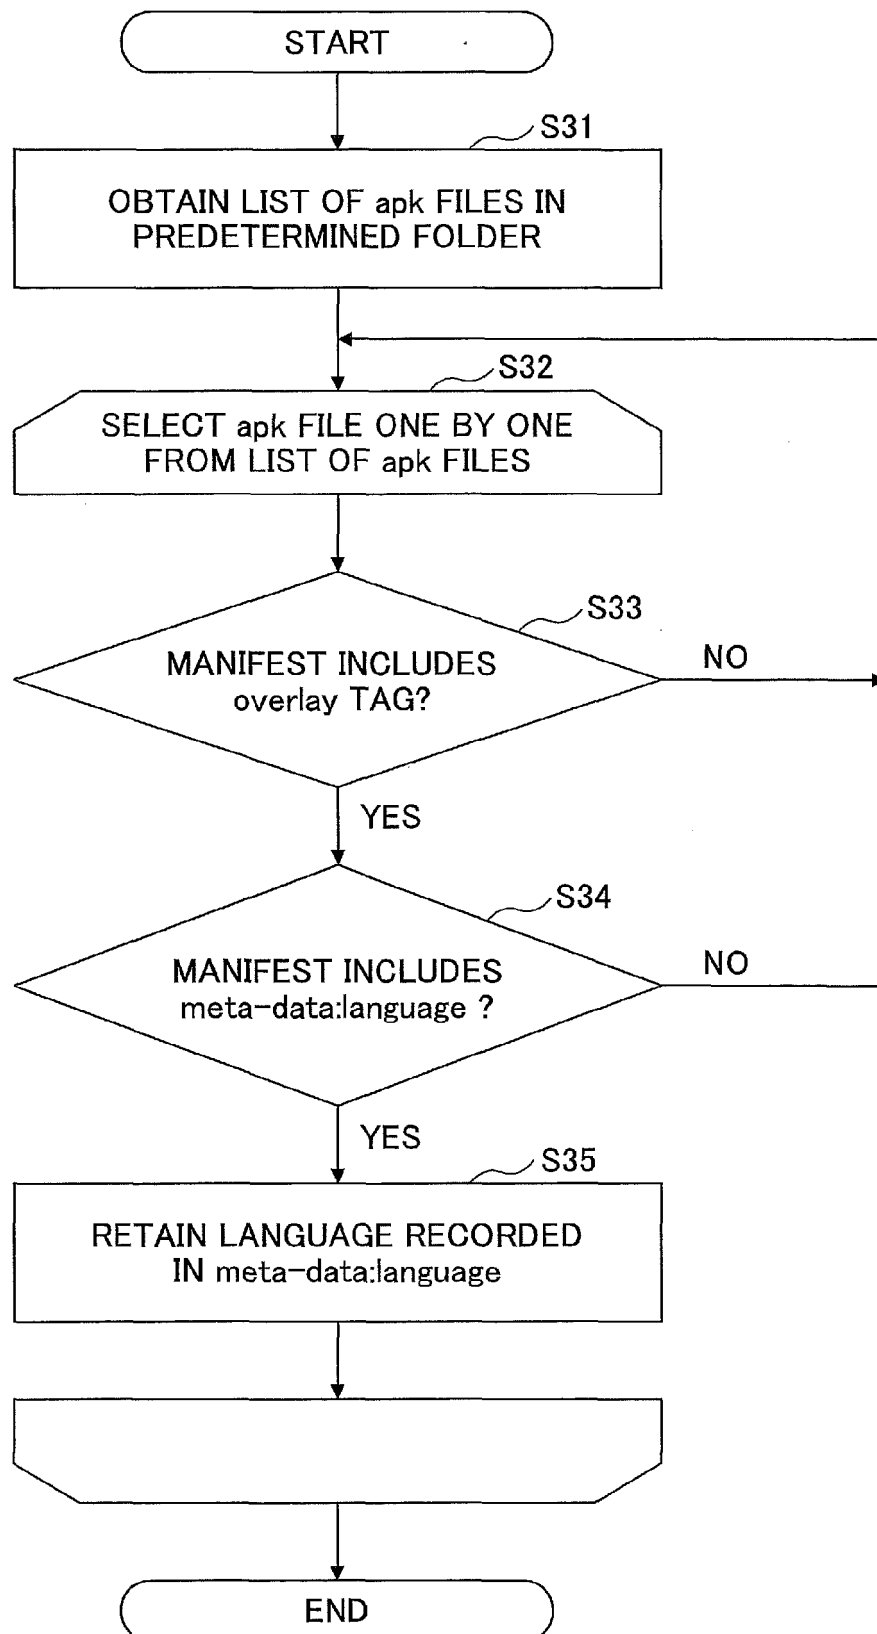 START
S31
OBTAIN LIST OF apk FILES IN
PREDETERMINED FOLDER
S32
SELECT apk FILE ONE BY ONE
FROM LIST OF apk FILES
S33
MANIFEST INCLUDES
overlay TAG?
NO
YES
S34
MANIFEST INCLUDES
meta-data:language ?
NO
YES
S35
RETAIN LANGUAGE RECORDED
IN meta-data:language
END